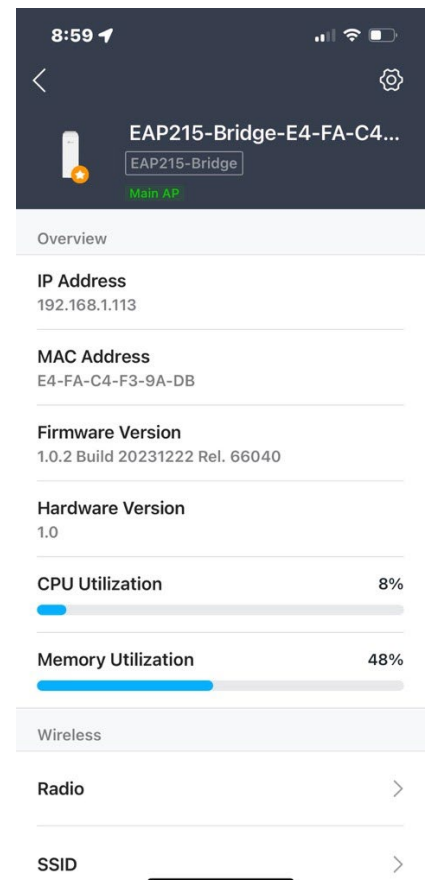 8:59
EAP215-Bridge-E4-FA-C4...
EAP215-Bridge
Main AP
Overview
IP Address
192.168.1.113
MAC Address
E4-FA-C4-F3-9A-DB
Firmware Version
1.0.2 Build 20231222 Rel. 66040
Hardware Version
1.0
CPU Utilization 8%
Memory Utilization 48%
Wireless
Radio
SSID